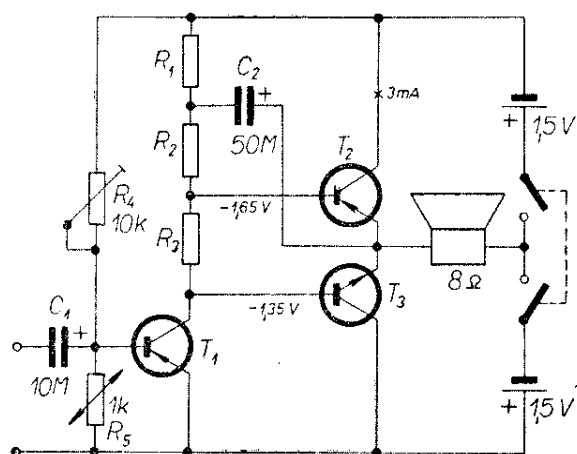 R1
C2
+
3mA
+
1,5V
R2
50M
T2
R4
10k
-1,65V
R3
8Ω
C1
+
-1,35V
T3
T1
10M
1k
R5
+
1,5V